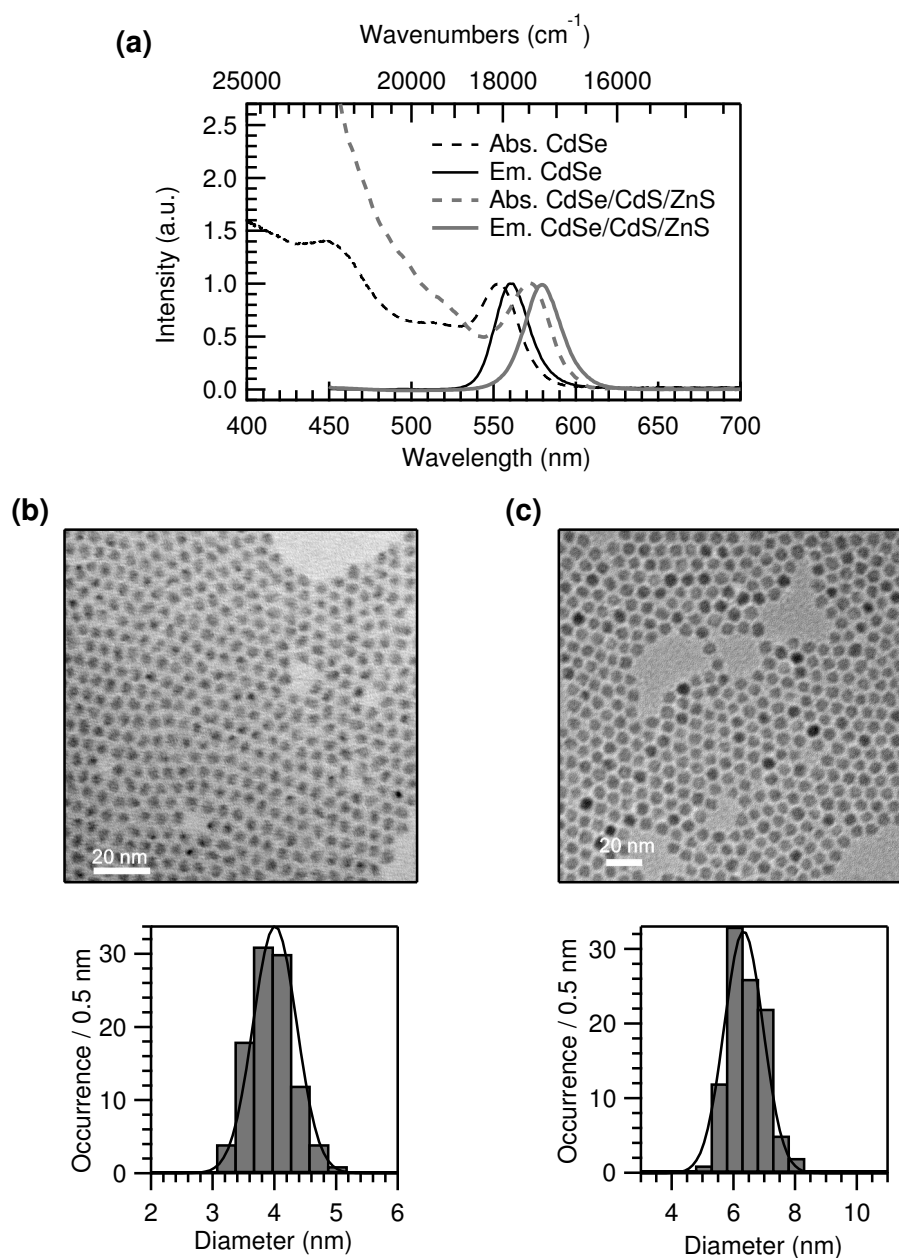 (a)
Wavenumbers (cm⁻¹)
25000 20000 18000 16000
2.5
2.0
1.5
1.0
0.5
0.0
Intensity (a.u.)
Abs. CdSe
Em. CdSe
Abs. CdSe/CdS/ZnS
Em. CdSe/CdS/ZnS
400 450 500 550 600 650 700
Wavelength (nm)
(b)
20 nm
30
20
10
0
Occurrence / 0.5 nm
2 3 4 5 6
Diameter (nm)
(c)
20 nm
30
20
10
0
Occurrence / 0.5 nm
4 6 8 10
Diameter (nm)